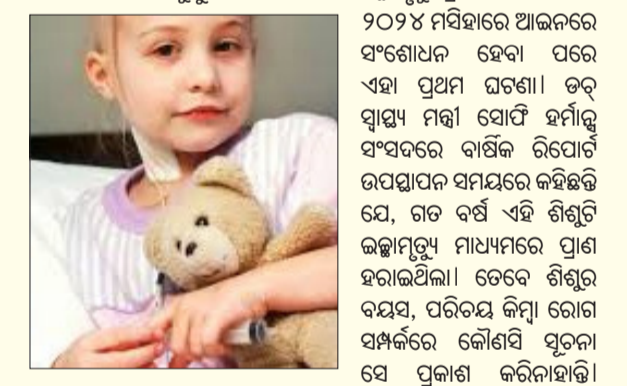 ୨୦୨୪ ମସିହାରେ ଆଇନରେ
ସଂଶୋଧନ ହେବା ପରେ
ଏହା ପ୍ରଥମ ଘଟଣା। ଡଚ୍
ସ୍ୱାସ୍ଥ୍ୟ ମନ୍ତ୍ରୀ ସୋଫି ହର୍ମାନ୍ସ
ସଂସଦରେ ବାର୍ଷିକ ରିପୋର୍ଟ
ଉପସ୍ଥାପନ ସମୟରେ କହିଛନ୍ତି
ଯେ, ଗତ ବର୍ଷ ଏହି ଶିଶୁଟି
ଇଚ୍ଛାମୃତ୍ୟୁ ମାଧ୍ୟମରେ ପ୍ରାଣ
ହରାଇଥିଲା। ତେବେ ଶିଶୁର
ବୟସ, ପରିଚୟ କିମ୍ବା ରୋଗ
ସମ୍ପର୍କରେ କୌଣସି ସୂଚନା
ସେ ପ୍ରକାଶ କରିନାହାନ୍ତି।